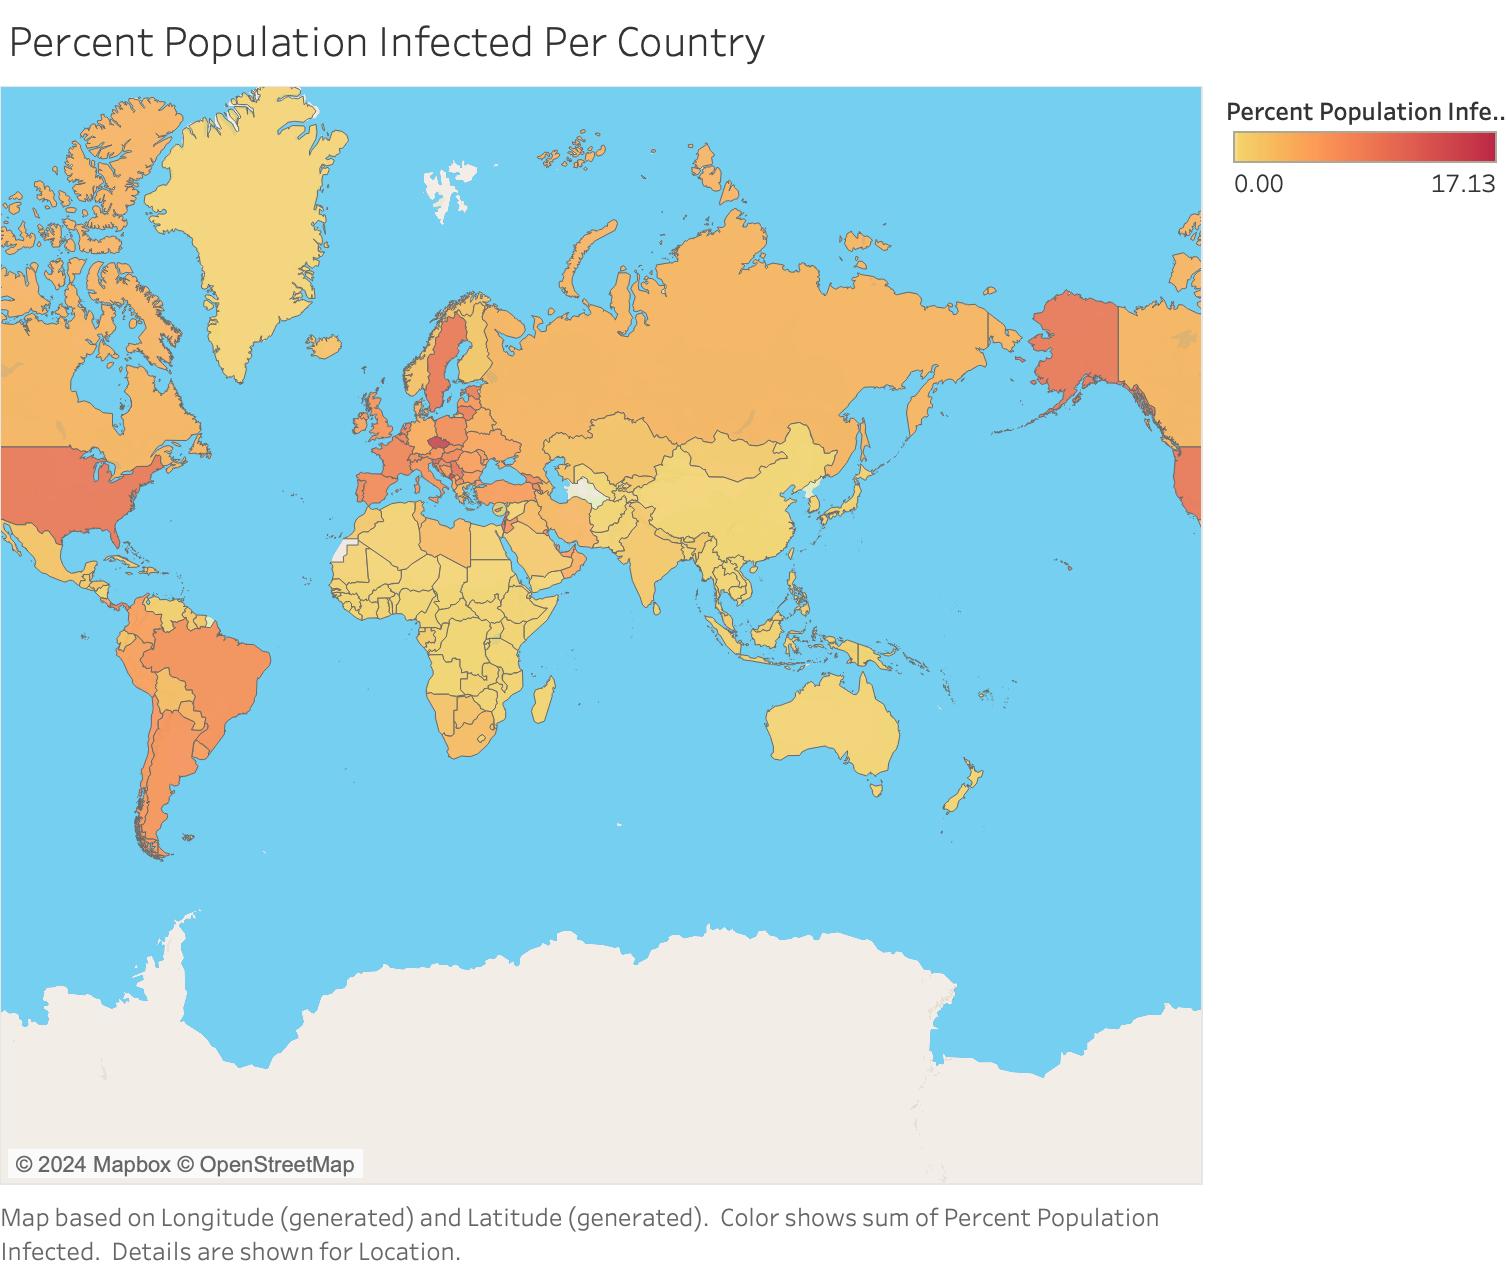 Percent Population Infected Per Country
Percent Population Infe..
0.00 17.13
© 2024 Mapbox © OpenStreetMap
Map based on Longitude (generated) and Latitude (generated).  Color shows sum of Percent Population
Infected.  Details are shown for Location.